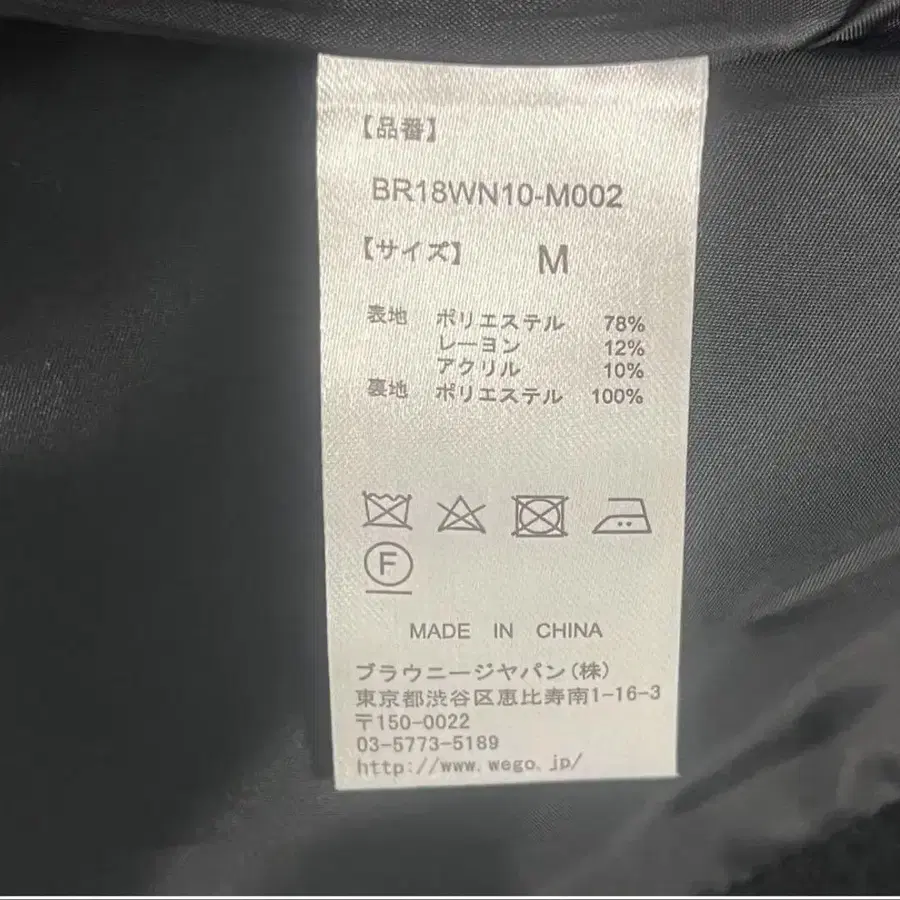 【品番】
BR18WN10-M002
【サイズ】 M
表地 ポリエステル 78%
レーヨン 12%
アクリル 10%
裏地 ポリエステル 100%
F
MADE IN CHINA
ブラウニージヤパン(株)
東京都渋谷区恵比寿南1-16-3
〒150-0022
03-5773-5189
http://www.wego.jp/